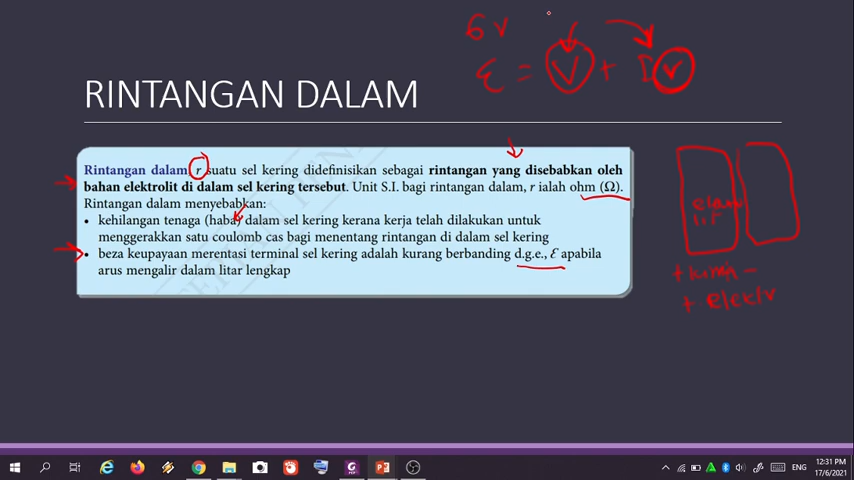 6 v
ε = V + I r
RINTANGAN DALAM
Rintangan dalam, r suatu sel kering didefinisikan sebagai rintangan yang disebabkan oleh
bahan elektrolit di dalam sel kering tersebut. Unit S.I. bagi rintangan dalam, r ialah ohm (Ω).
Rintangan dalam menyebabkan:
• kehilangan tenaga (haba) dalam sel kering kerana kerja telah dilakukan untuk
menggerakkan satu coulomb cas bagi menentang rintangan di dalam sel kering
• beza keupayaan merentasi terminal sel kering adalah kurang berbanding d.g.e., ℰ apabila
arus mengalir dalam litar lengkap
+ elektr
ENG
12:31 PM
17/6/2021